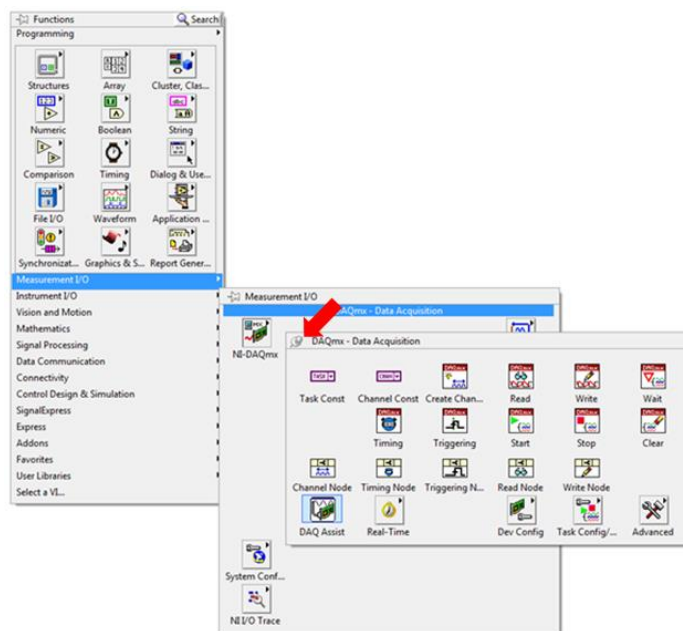 Functions Search
Programming
Structures Array Cluster, Clas...
Numeric Boolean String
Comparison Timing Dialog & Use...
File I/O Waveform Application ...
Synchronizat... Graphics & S... Report Gener...
Measurement I/O
Instrument I/O
Vision and Motion
Mathematics
Signal Processing
Data Communication
Connectivity
Control Design & Simulation
SignalExpress
Express
Addons
Favorites
User Libraries
Select a VI...
Measurement I/O
DAQmx - Data Acquisition
NI-DAQmx
System Conf...
NI I/O Trace
DAQmx - Data Acquisition
Task Const Channel Const Create Chan... Read Write Wait
Timing Triggering Start Stop Clear
Channel Node Timing Node Triggering N... Read Node Write Node
DAQ Assist Real-Time Dev Config Task Config/... Advanced